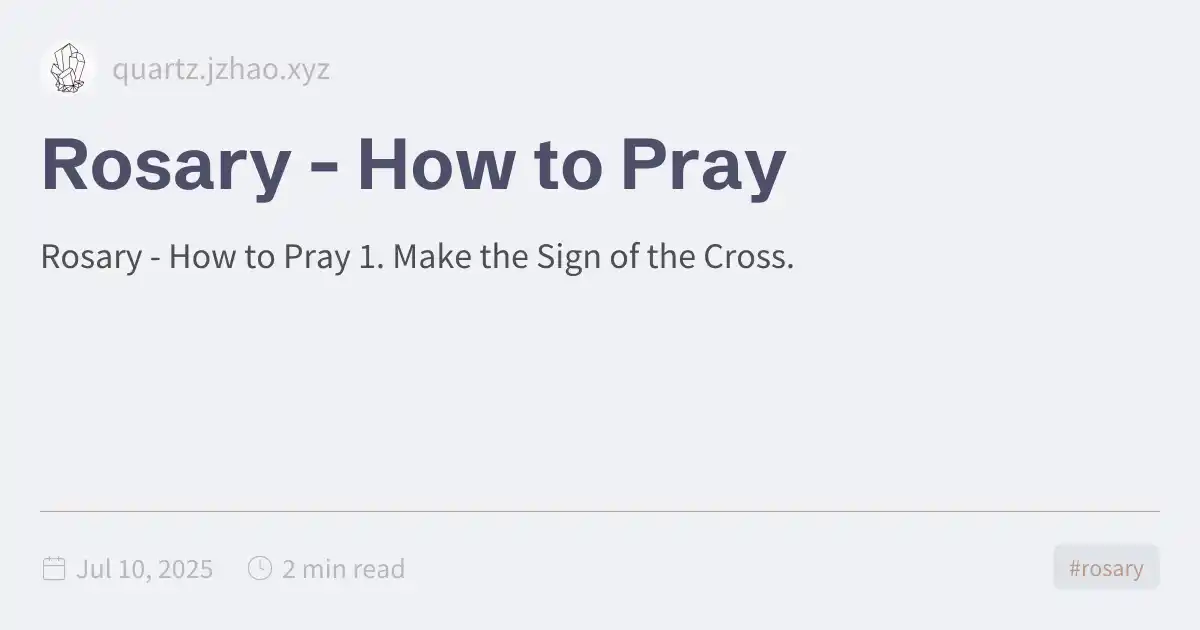 quartz.jzhao.xyz
Rosary - How to Pray
Rosary - How to Pray 1. Make the Sign of the Cross.
Jul 10, 2025
2 min read
#rosary